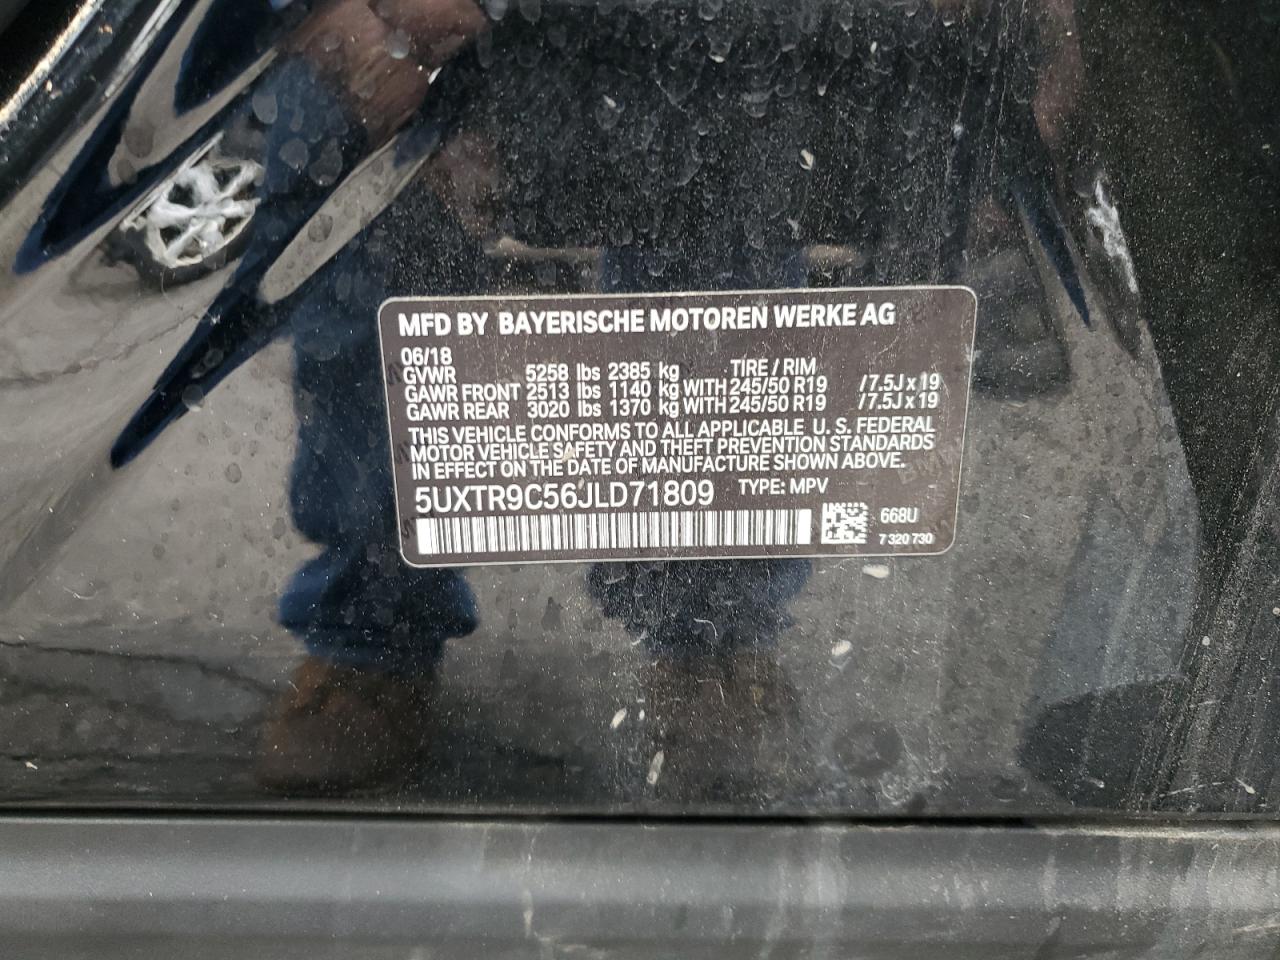 MFD BY BAYERISCHE MOTOREN WERKE AG
06/18
GVWR 5258 lbs 2385 kg TIRE / RIM
GAWR FRONT 2513 lbs 1140 kg WITH 245/50 R19 /7.5J x 19
GAWR REAR 3020 lbs 1370 kg WITH 245/50 R19 /7.5J x 19
THIS VEHICLE CONFORMS TO ALL APPLICABLE U. S. FEDERAL
MOTOR VEHICLE SAFETY AND THEFT PREVENTION STANDARDS
IN EFFECT ON THE DATE OF MANUFACTURE SHOWN ABOVE.
5UXTR9C56JLD71809 TYPE: MPV
668U
7 320 730